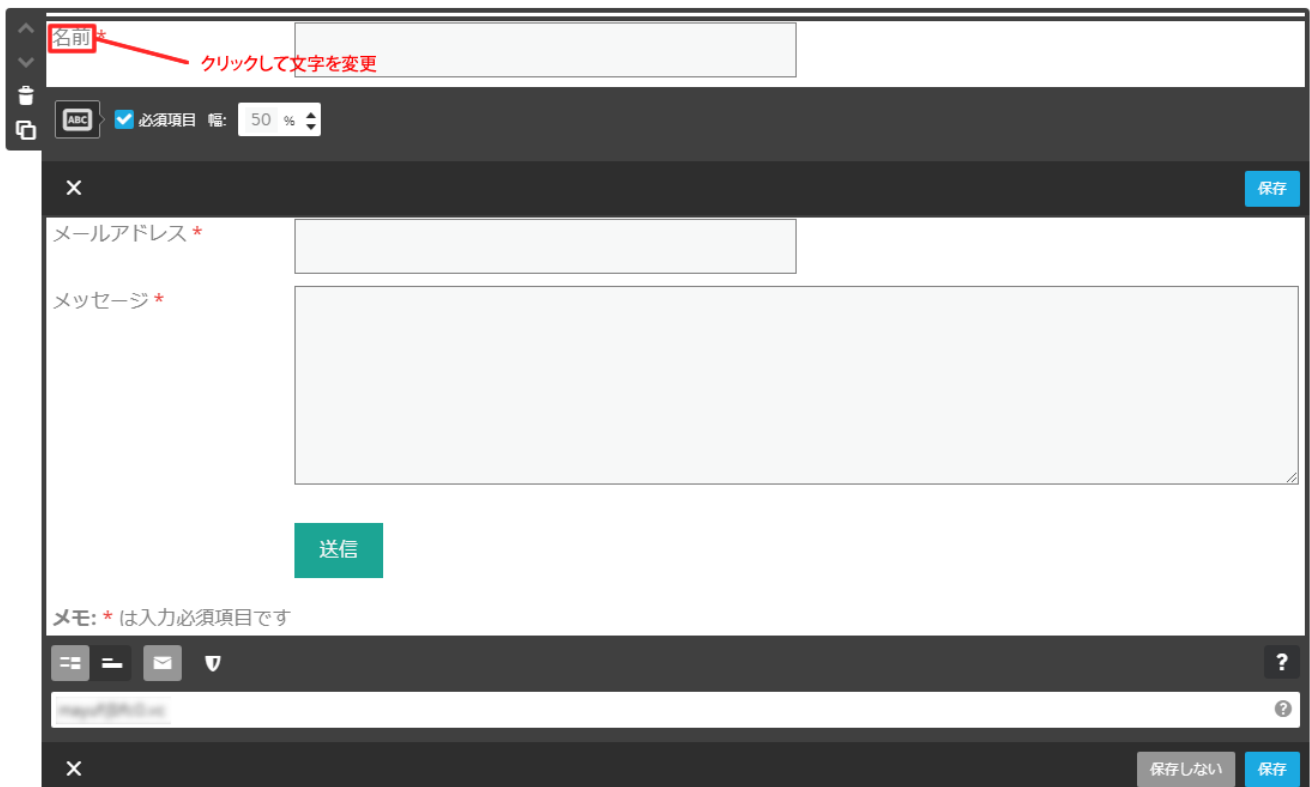 名前 *
クリックして文字を変更
ABC 必須項目 幅: 50 %
保存
メールアドレス *
メッセージ *
送信
メモ: * は入力必須項目です
?
?
保存しない 保存